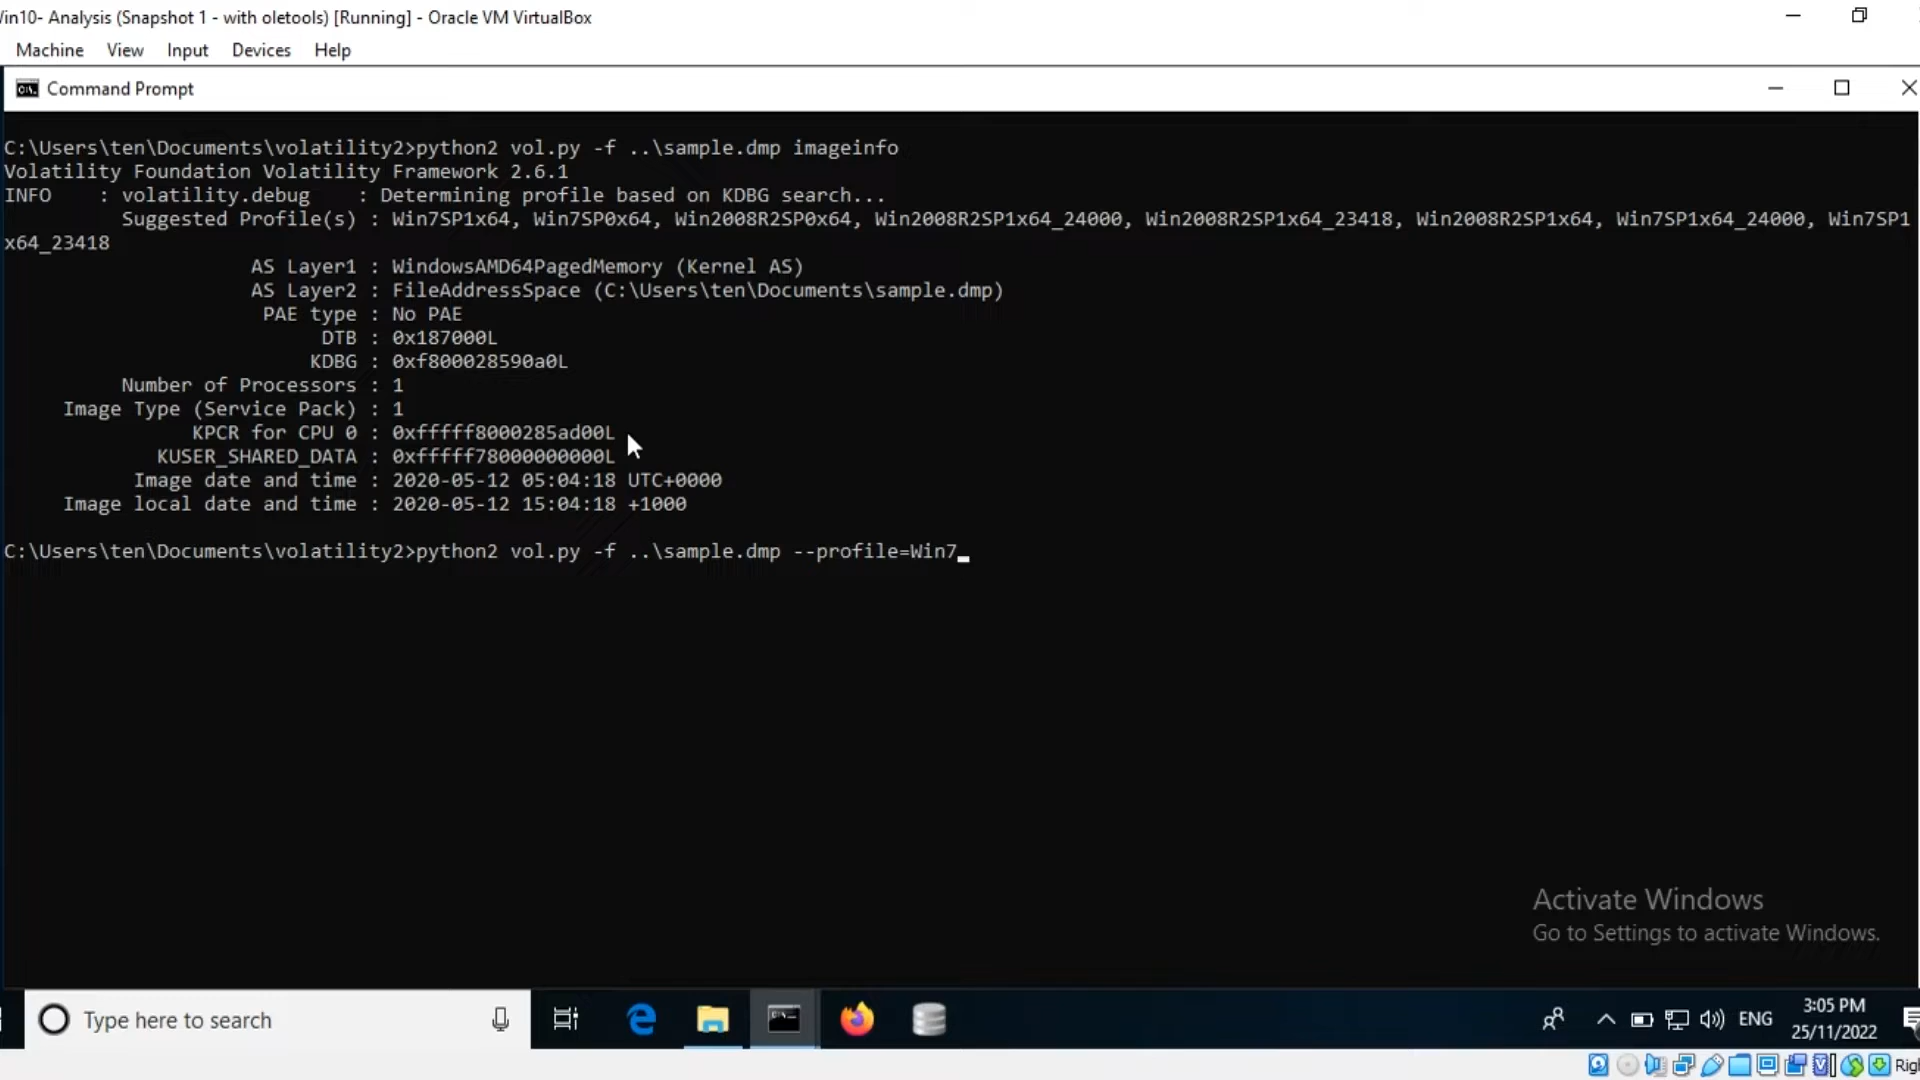 in10- Analysis (Snapshot 1 - with oletools) [Running] - Oracle VM VirtualBox
Machine View Input Devices Help
Command Prompt
C:\Users\ten\Documents\volatility2>python2 vol.py -f ..\sample.dmp imageinfo
Volatility Foundation Volatility Framework 2.6.1
INFO    : volatility.debug    : Determining profile based on KDBG search...
Suggested Profile(s) : Win7SP1x64, Win7SP0x64, Win2008R2SP0x64, Win2008R2SP1x64_24000, Win2008R2SP1x64_23418, Win2008R2SP1x64, Win7SP1x64_24000, Win7SP1
x64_23418
AS Layer1 : WindowsAMD64PagedMemory (Kernel AS)
AS Layer2 : FileAddressSpace (C:\Users\ten\Documents\sample.dmp)
PAE type : No PAE
DTB : 0x187000L
KDBG : 0xf800028590a0L
Number of Processors : 1
Image Type (Service Pack) : 1
KPCR for CPU 0 : 0xfffff8000285ad00L
KUSER_SHARED_DATA : 0xfffff78000000000L
Image date and time : 2020-05-12 05:04:18 UTC+0000
Image local date and time : 2020-05-12 15:04:18 +1000
C:\Users\ten\Documents\volatility2>python2 vol.py -f ..\sample.dmp --profile=Win7_
Activate Windows
Go to Settings to activate Windows.
Type here to search
ENG
3:05 PM
25/11/2022
Rig